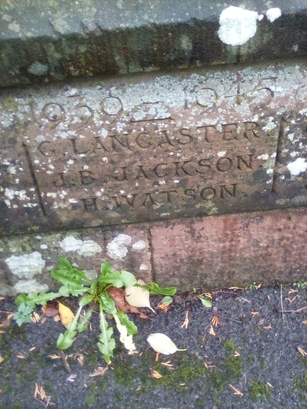 1939 – 1945
C. LANCASTER
J.B. JACKSON
H. WATSON.